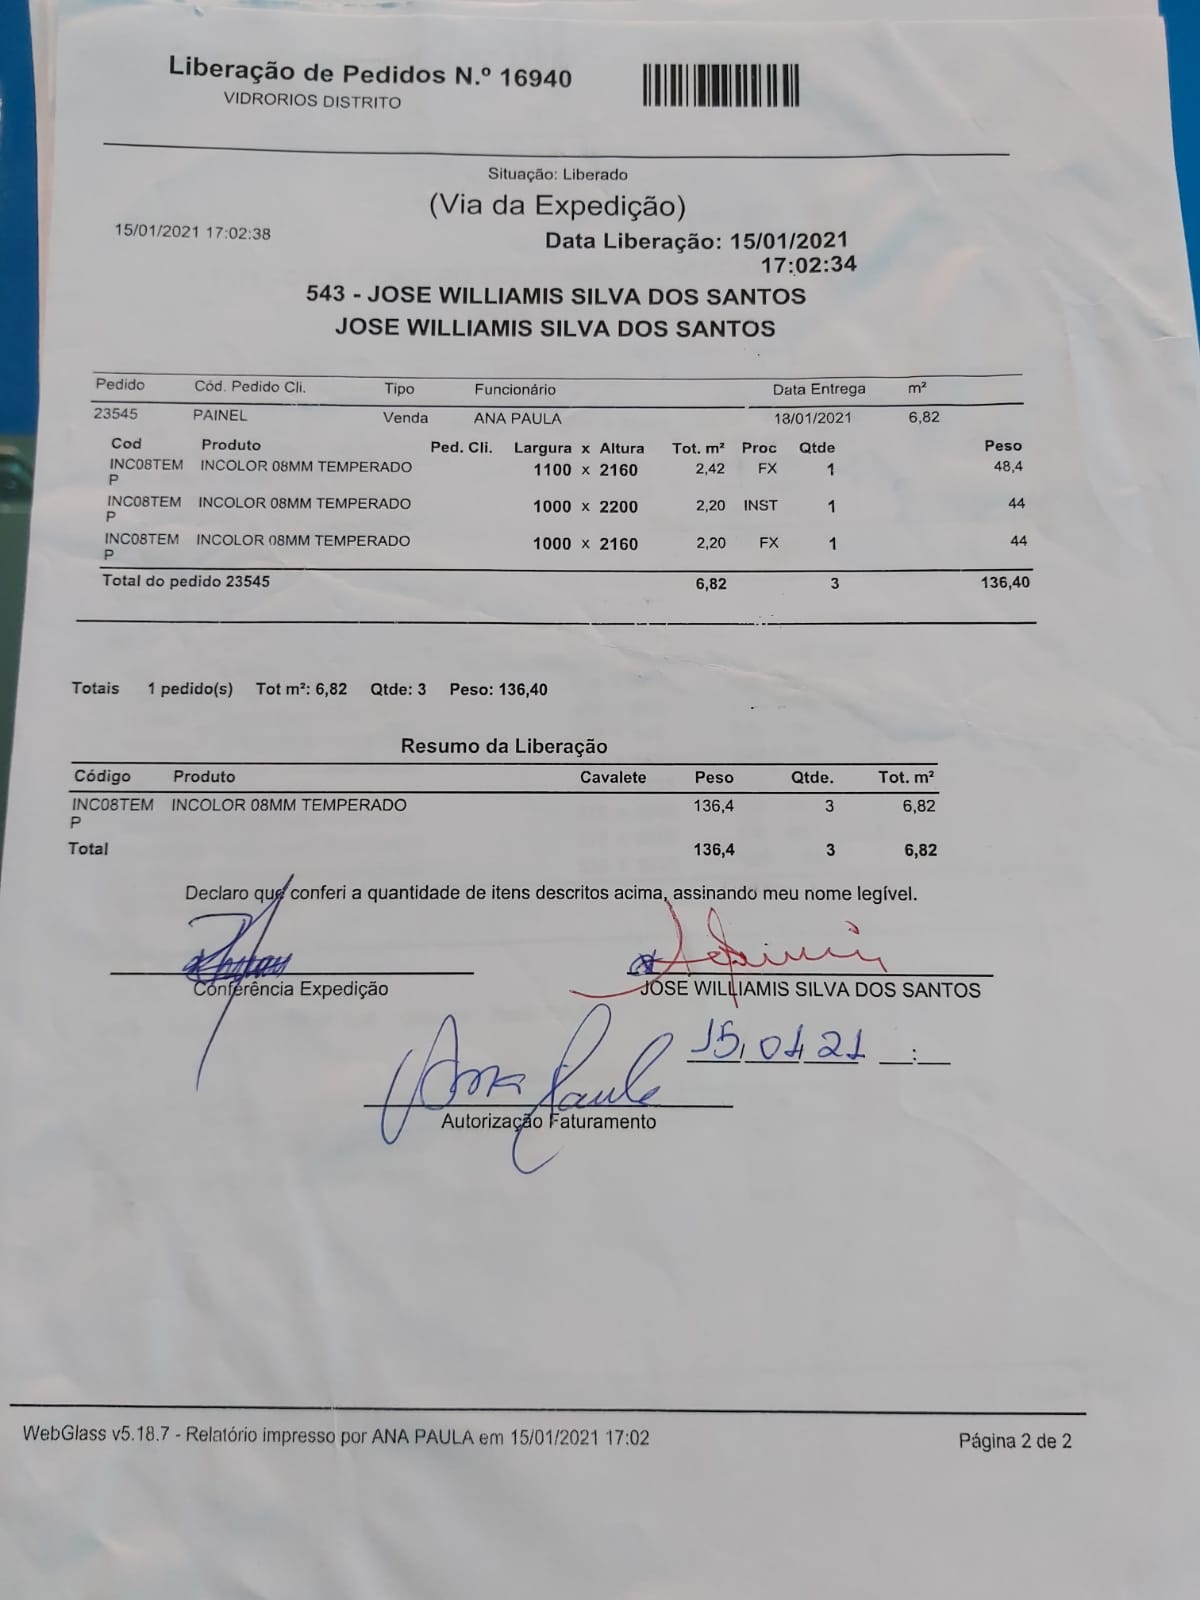 Liberação de Pedidos N.º 16940
VIDRORIOS DISTRITO
Situação: Liberado
(Via da Expedição)
15/01/2021 17:02:38
Data Liberação: 15/01/2021
17:02:34
543 - JOSE WILLIAMIS SILVA DOS SANTOS
JOSE WILLIAMIS SILVA DOS SANTOS
Pedido Cód. Pedido Cli. Tipo Funcionário Data Entrega m²
23545 PAINEL Venda ANA PAULA 18/01/2021 6,82
Cod Produto Ped. Cli. Largura x Altura Tot. m² Proc Qtde Peso
INC08TEM INCOLOR 08MM TEMPERADO 1100 x 2160 2,42 FX 1 48,4
P
INC08TEM INCOLOR 08MM TEMPERADO 1000 x 2200 2,20 INST 1 44
P
INC08TEM INCOLOR 08MM TEMPERADO 1000 x 2160 2,20 FX 1 44
P
Total do pedido 23545 6,82 3 136,40
Totais 1 pedido(s) Tot m²: 6,82 Qtde: 3 Peso: 136,40
Resumo da Liberação
Código Produto Cavalete Peso Qtde. Tot. m²
INC08TEM INCOLOR 08MM TEMPERADO 136,4 3 6,82
P
Total 136,4 3 6,82
Declaro que conferi a quantidade de itens descritos acima, assinando meu nome legível.
Conferência Expedição
JOSE WILLIAMIS SILVA DOS SANTOS
15, 01, 21 __:__
Ana Paula
Autorização Faturamento
WebGlass v5.18.7 - Relatório impresso por ANA PAULA em 15/01/2021 17:02
Página 2 de 2